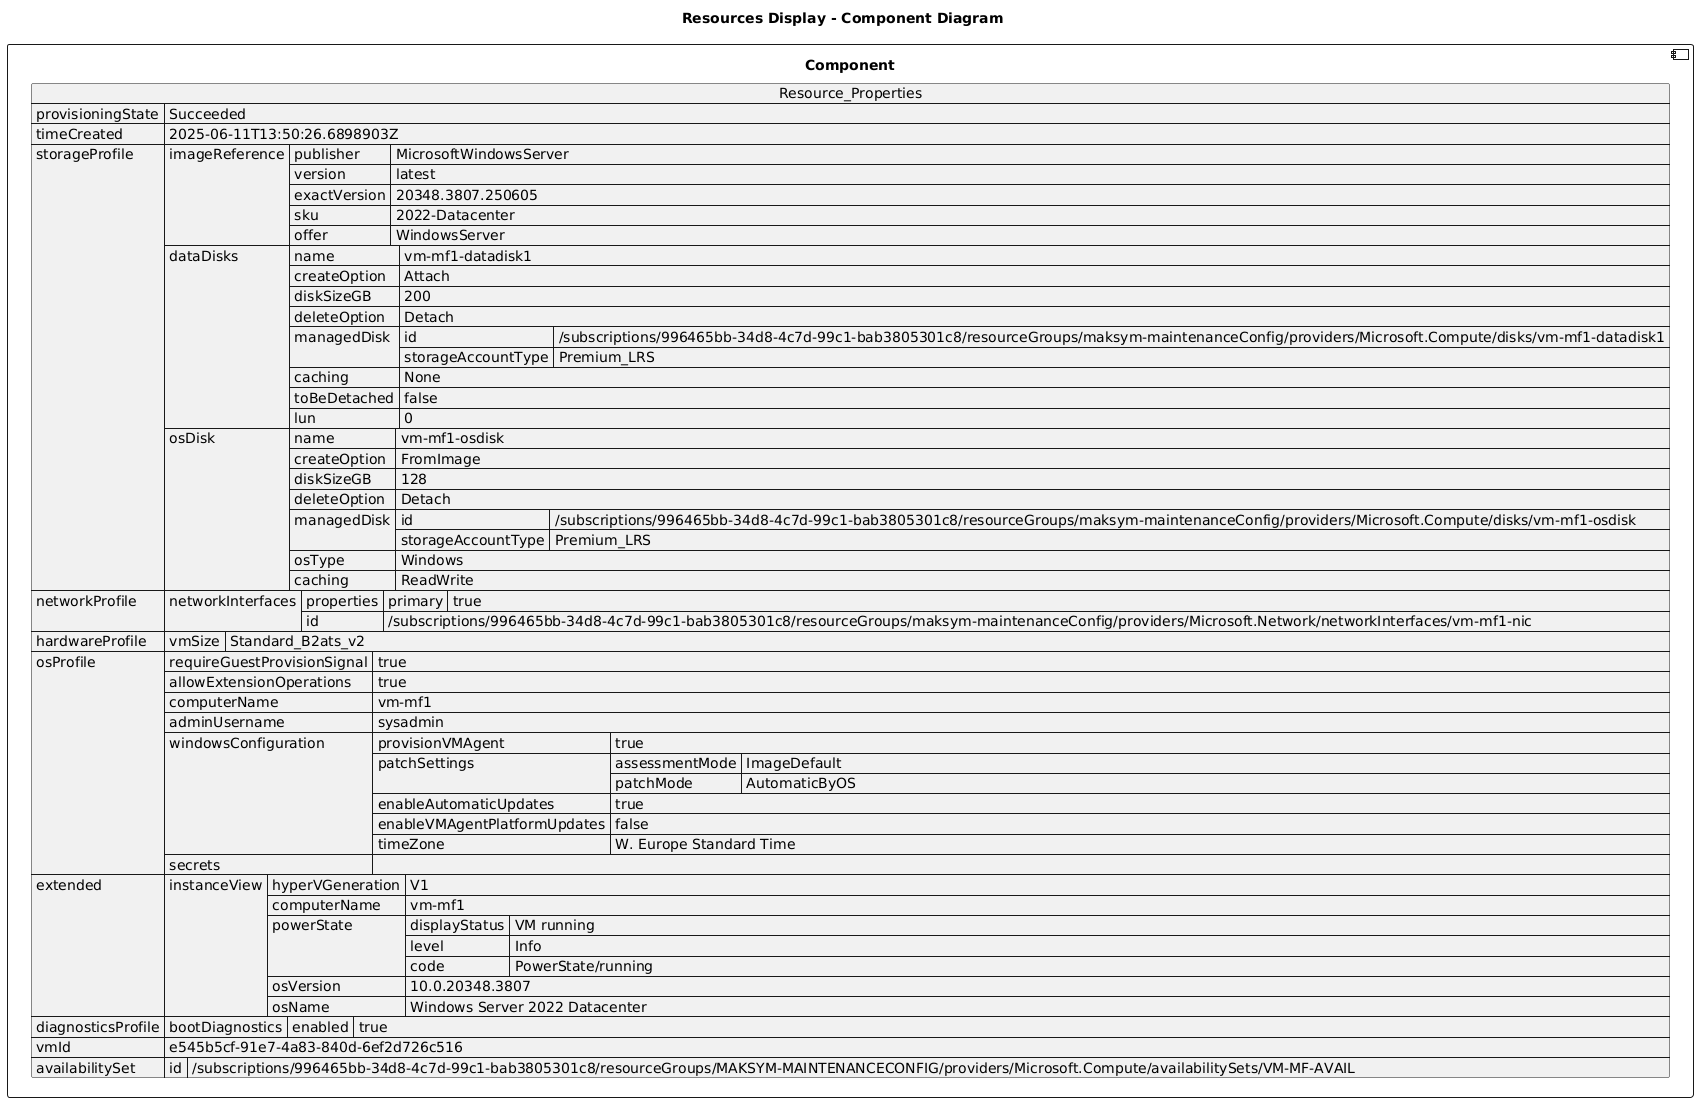 Resources Display - Component Diagram
Component
Resource_Properties
provisioningState Succeeded
timeCreated 2025-06-11T13:50:26.6898903Z
storageProfile imageReference publisher MicrosoftWindowsServer
version latest
exactVersion 20348.3807.250605
sku 2022-Datacenter
offer WindowsServer
dataDisks name vm-mf1-datadisk1
createOption Attach
diskSizeGB 200
deleteOption Detach
managedDisk id /subscriptions/996465bb-34d8-4c7d-99c1-bab3805301c8/resourceGroups/maksym-maintenanceConfig/providers/Microsoft.Compute/disks/vm-mf1-datadisk1
storageAccountType Premium_LRS
caching None
toBeDetached false
lun 0
osDisk name vm-mf1-osdisk
createOption FromImage
diskSizeGB 128
deleteOption Detach
managedDisk id /subscriptions/996465bb-34d8-4c7d-99c1-bab3805301c8/resourceGroups/maksym-maintenanceConfig/providers/Microsoft.Compute/disks/vm-mf1-osdisk
storageAccountType Premium_LRS
osType Windows
caching ReadWrite
networkProfile networkInterfaces properties primary true
id /subscriptions/996465bb-34d8-4c7d-99c1-bab3805301c8/resourceGroups/maksym-maintenanceConfig/providers/Microsoft.Network/networkInterfaces/vm-mf1-nic
hardwareProfile vmSize Standard_B2ats_v2
osProfile requireGuestProvisionSignal true
allowExtensionOperations true
computerName vm-mf1
adminUsername sysadmin
windowsConfiguration provisionVMAgent true
patchSettings assessmentMode ImageDefault
patchMode AutomaticByOS
enableAutomaticUpdates true
enableVMAgentPlatformUpdates false
timeZone W. Europe Standard Time
secrets
extended instanceView hyperVGeneration V1
computerName vm-mf1
powerState displayStatus VM running
level Info
code PowerState/running
osVersion 10.0.20348.3807
osName Windows Server 2022 Datacenter
diagnosticsProfile bootDiagnostics enabled true
vmId e545b5cf-91e7-4a83-840d-6ef2d726c516
availabilitySet id /subscriptions/996465bb-34d8-4c7d-99c1-bab3805301c8/resourceGroups/MAKSYM-MAINTENANCECONFIG/providers/Microsoft.Compute/availabilitySets/VM-MF-AVAIL